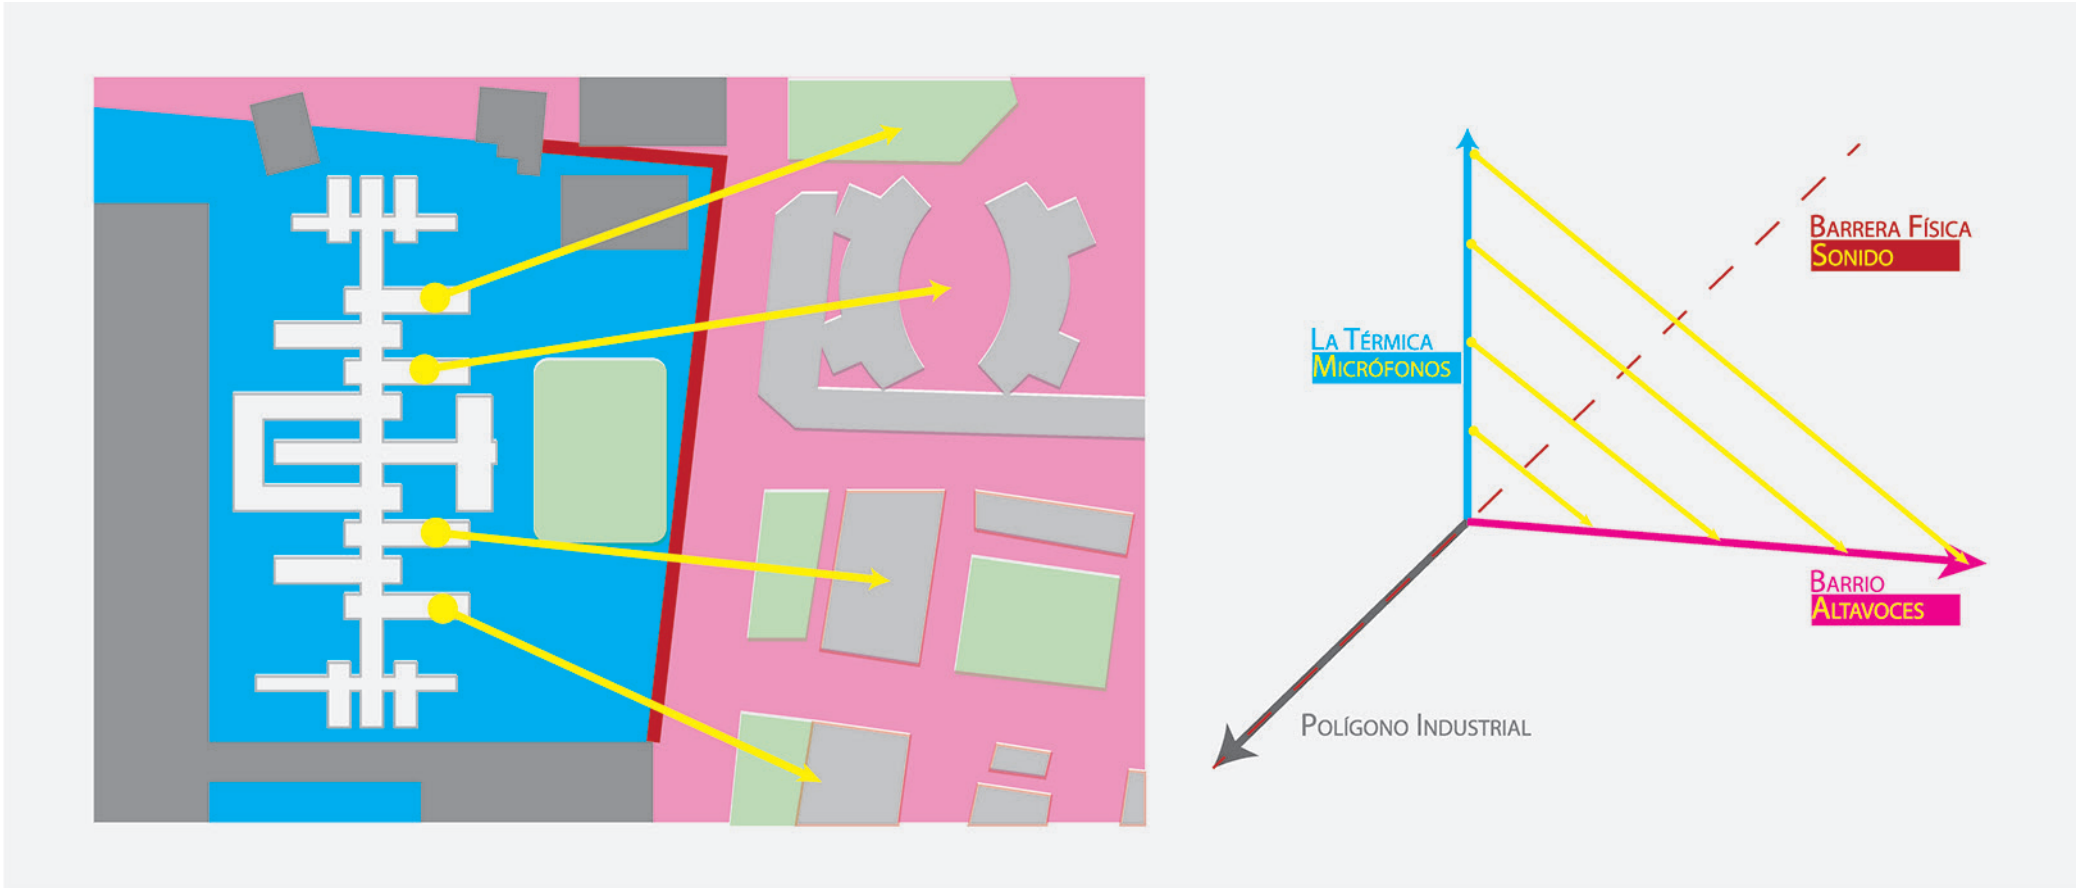 Barrera Física
Sonido
La Térmica
Micrófonos
Barrio
Altavoces
Polígono Industrial